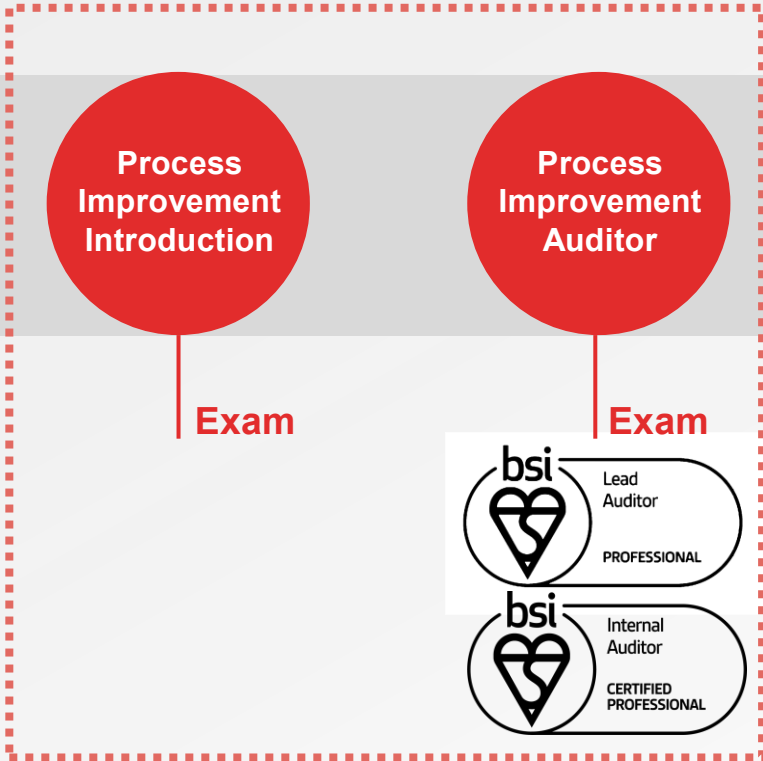 Process
Improvement
Introduction
Process
Improvement
Auditor
Exam
Exam
bsi
Lead
Auditor
PROFESSIONAL
bsi
Internal
Auditor
CERTIFIED
PROFESSIONAL